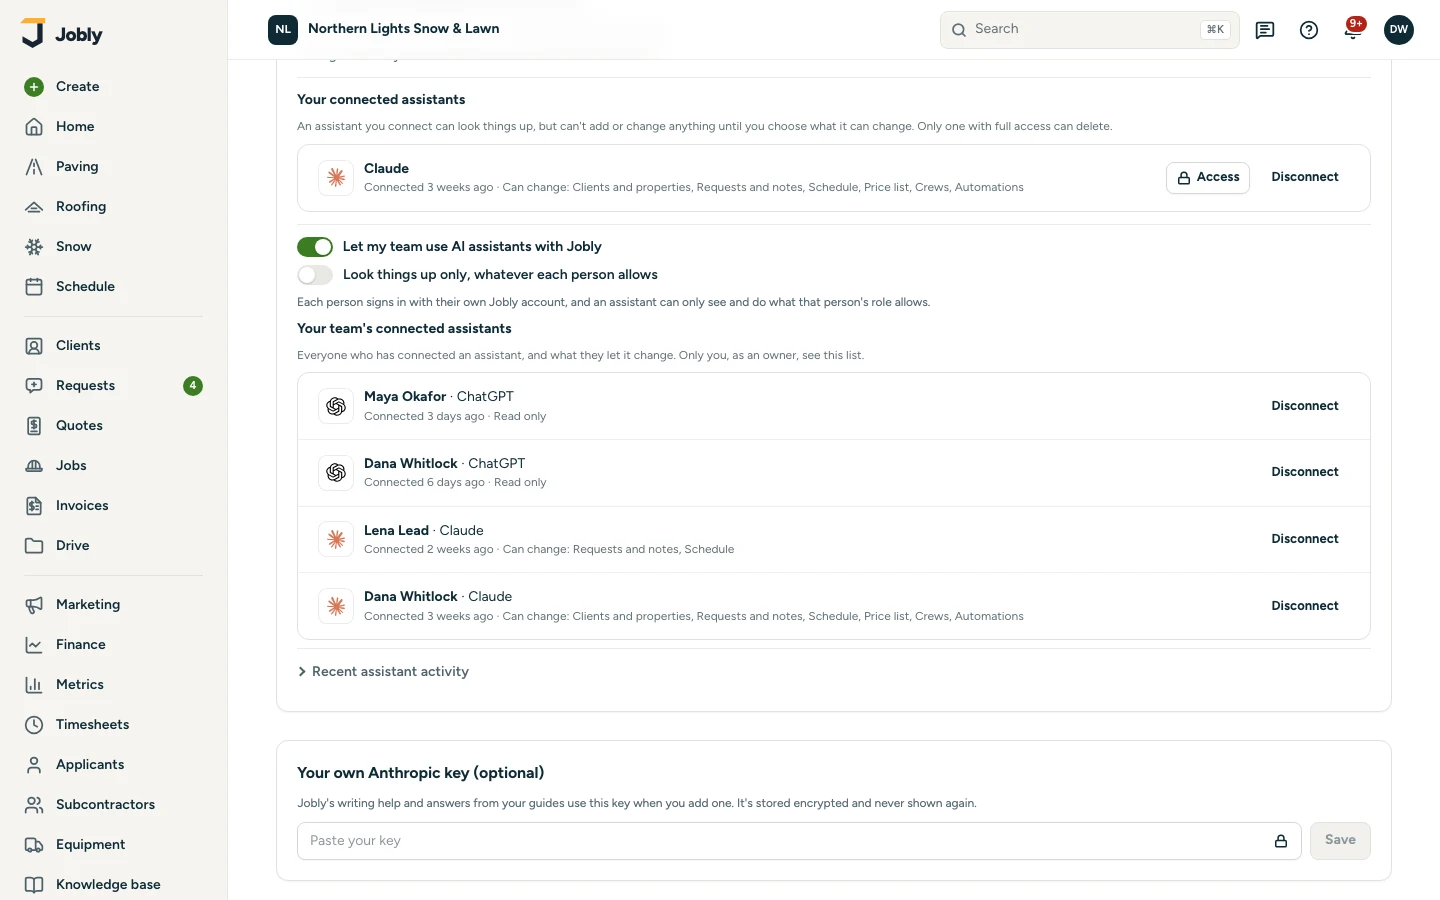 Jobly
NL
Northern Lights Snow & Lawn
Search
⌘K
9+
DW
Create
Home
Paving
Roofing
Snow
Schedule
Clients
Requests
4
Quotes
Jobs
Invoices
Drive
Marketing
Finance
Metrics
Timesheets
Applicants
Subcontractors
Equipment
Knowledge base
Your connected assistants
An assistant you connect can look things up, but can't add or change anything until you choose what it can change. Only one with full access can delete.
Claude
Connected 3 weeks ago · Can change: Clients and properties, Requests and notes, Schedule, Price list, Crews, Automations
Access
Disconnect
Let my team use AI assistants with Jobly
Look things up only, whatever each person allows
Each person signs in with their own Jobly account, and an assistant can only see and do what that person's role allows.
Your team's connected assistants
Everyone who has connected an assistant, and what they let it change. Only you, as an owner, see this list.
Maya Okafor · ChatGPT
Connected 3 days ago · Read only
Disconnect
Dana Whitlock · ChatGPT
Connected 6 days ago · Read only
Disconnect
Lena Lead · Claude
Connected 2 weeks ago · Can change: Requests and notes, Schedule
Disconnect
Dana Whitlock · Claude
Connected 3 weeks ago · Can change: Clients and properties, Requests and notes, Schedule, Price list, Crews, Automations
Disconnect
Recent assistant activity
Your own Anthropic key (optional)
Jobly's writing help and answers from your guides use this key when you add one. It's stored encrypted and never shown again.
Paste your key
Save